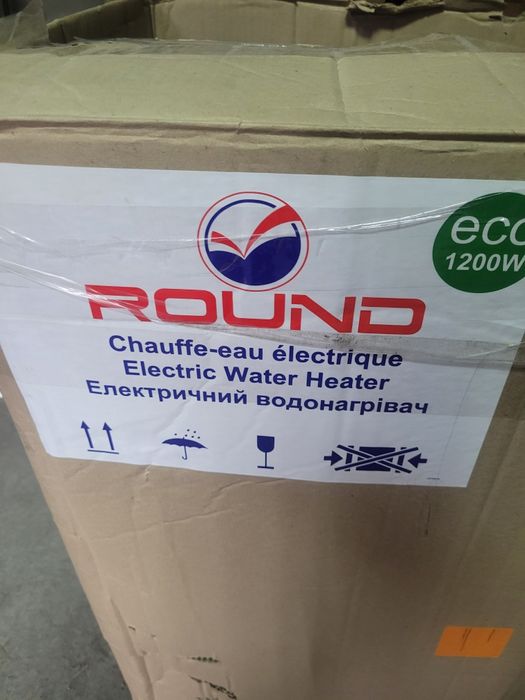 eco
1200W
ROUND
Chauffe-eau électrique
Electric Water Heater
Електричний водонагрівач